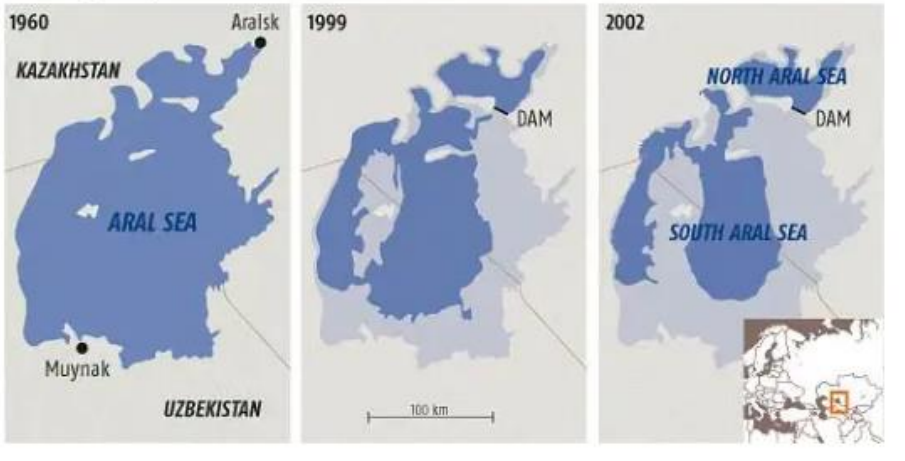 1960
Aralsk
KAZAKHSTAN
ARAL SEA
Muynak
UZBEKISTAN
1999
DAM
100 km
2002
NORTH ARAL SEA
DAM
SOUTH ARAL SEA